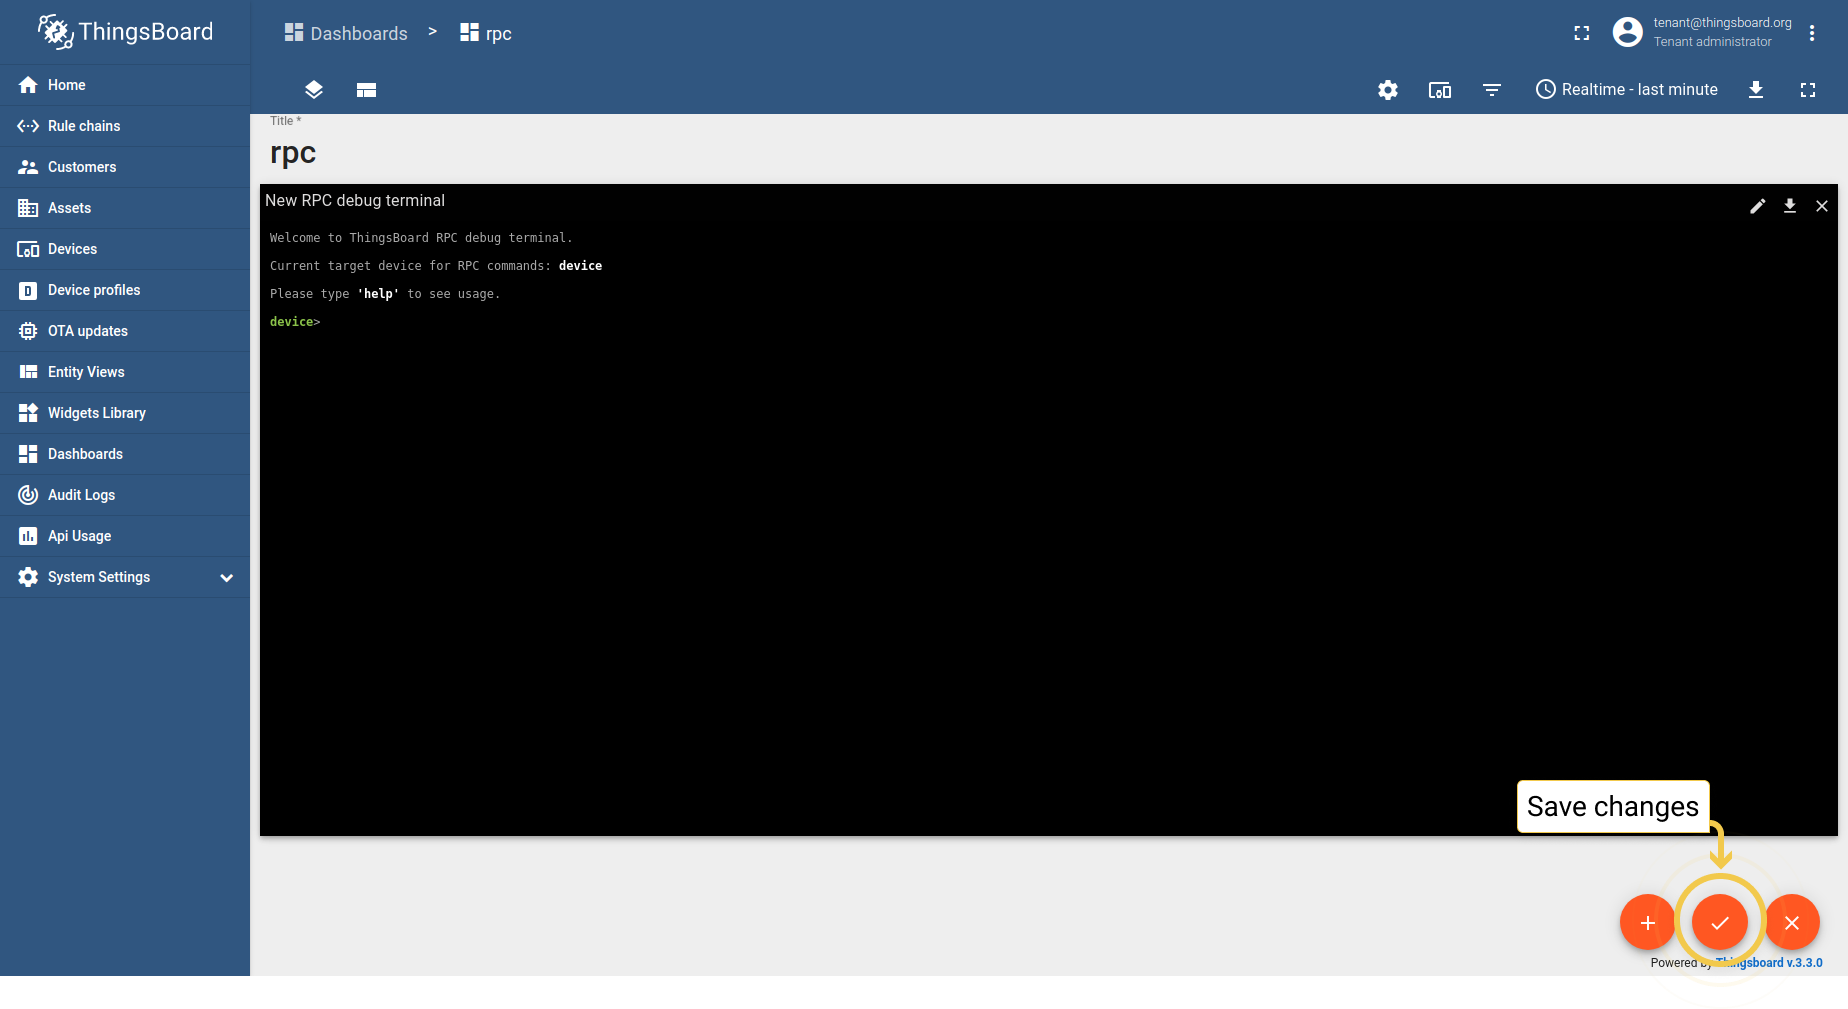 ThingsBoard
Dashboards > rpc
tenant@thingsboard.org
Tenant administrator
Home
Rule chains
Customers
Assets
Devices
Device profiles
OTA updates
Entity Views
Widgets Library
Dashboards
Audit Logs
Api Usage
System Settings
Realtime - last minute
Title *
rpc
New RPC debug terminal
Welcome to ThingsBoard RPC debug terminal.
Current target device for RPC commands: device
Please type 'help' to see usage.
device>
Save changes
Powered by Thingsboard v.3.3.0